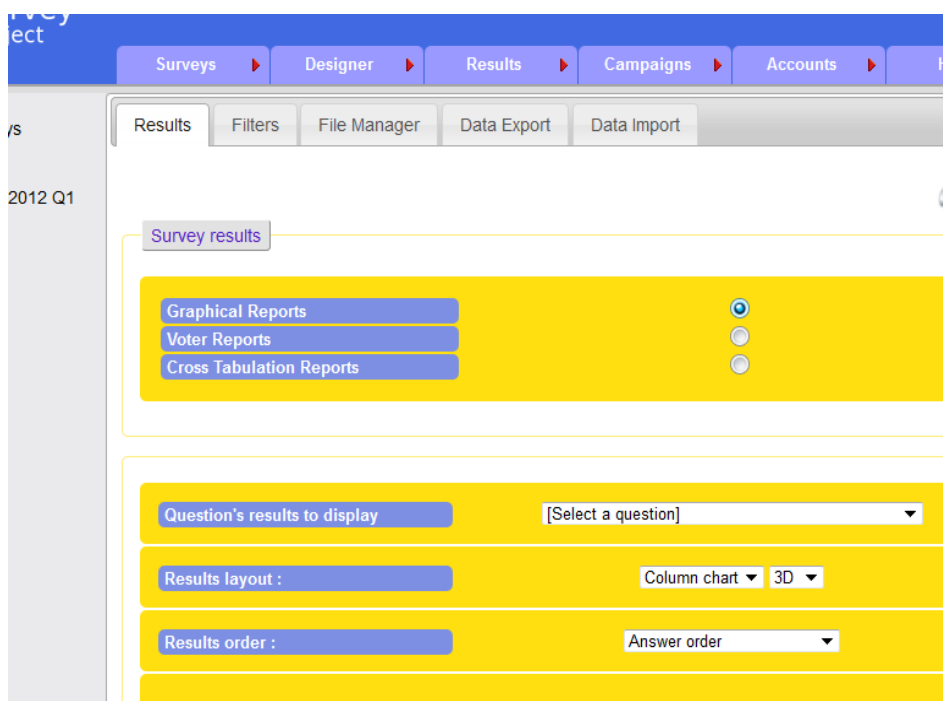 ject
Surveys Designer Results Campaigns Accounts
Results Filters File Manager Data Export Data Import
2012 Q1
Survey results
Graphical Reports
Voter Reports
Cross Tabulation Reports
Question's results to display [Select a question]
Results layout : Column chart 3D
Results order : Answer order